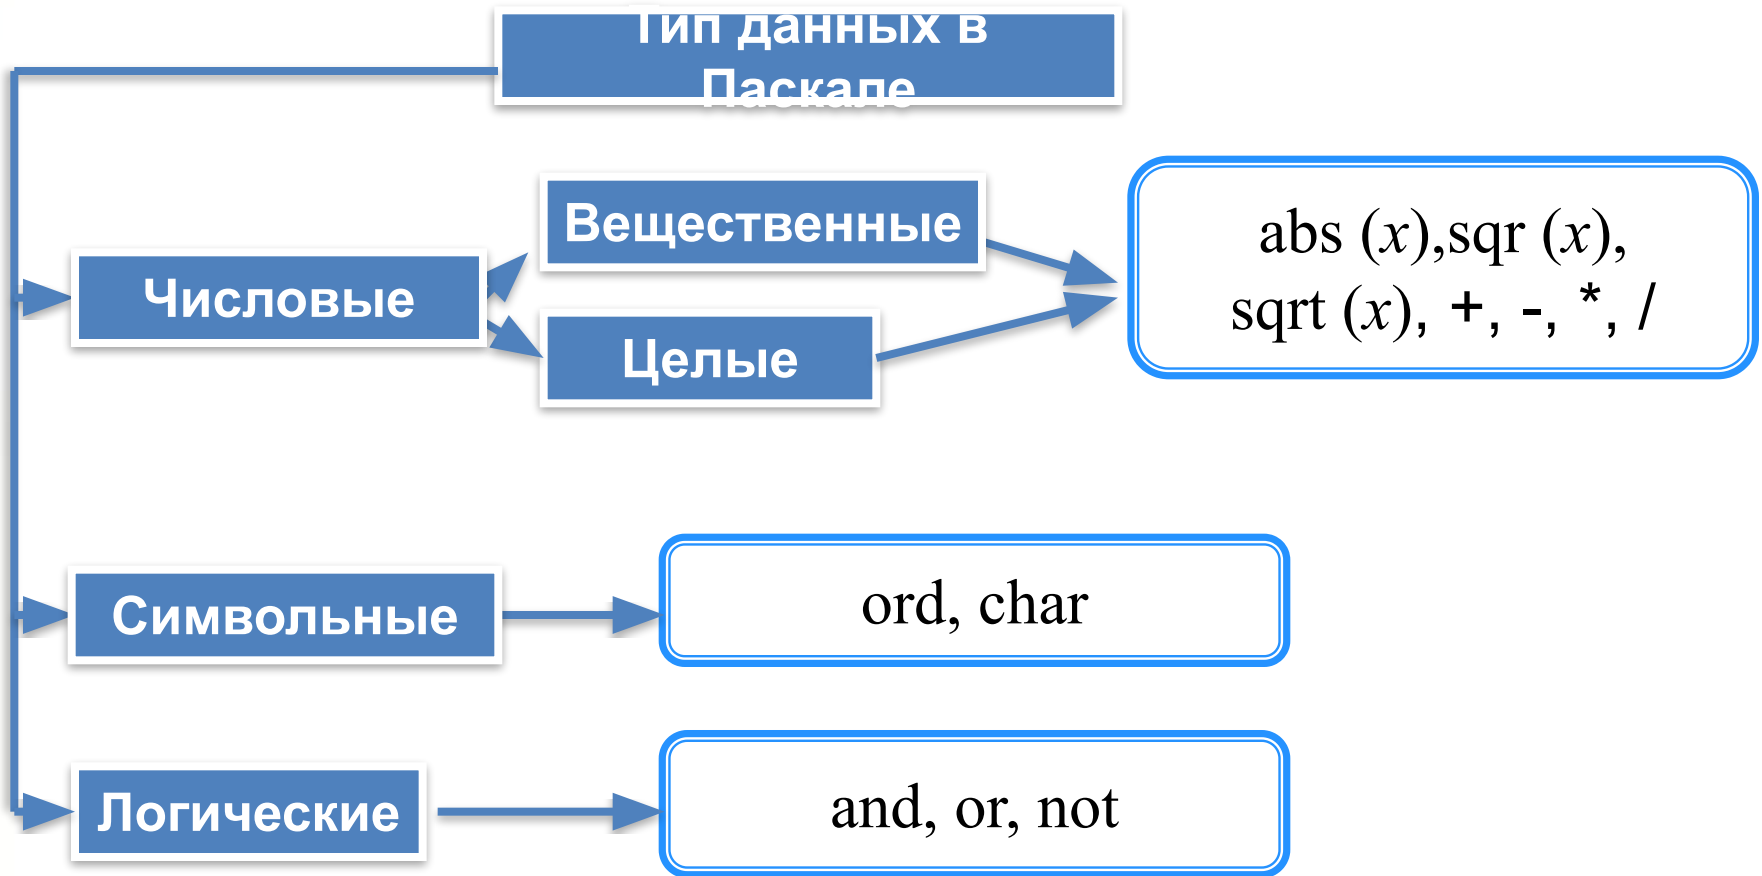 Тип данных в
Паскале
Вещественные
abs (x),sqr (x),
sqrt (x), +, -, *, /
Числовые
Целые
Символьные
ord, char
Логические
and, or, not